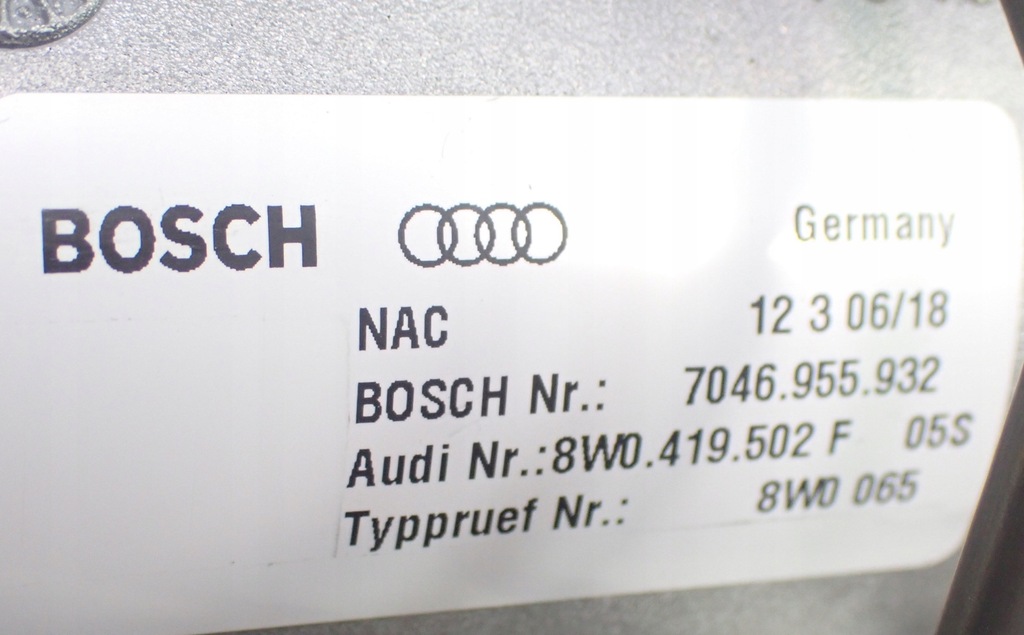 BOSCH Germany
NAC 12 3 06/18
BOSCH Nr.: 7046.955.932
Audi Nr.:8W0.419.502 F 05S
Typpruef Nr.: 8W0 065